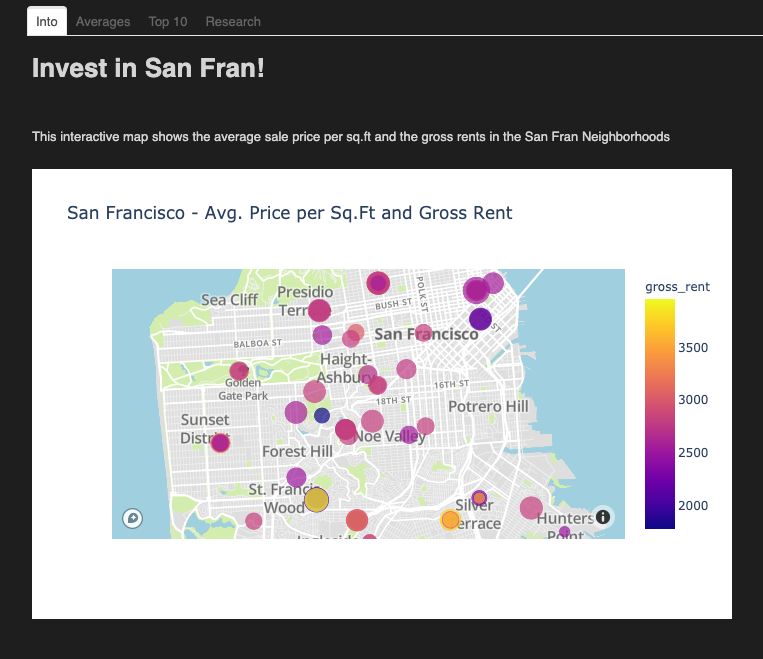 Into Averages Top 10 Research
Invest in San Fran!
This interactive map shows the average sale price per sq.ft and the gross rents in the San Fran Neighborhoods
San Francisco - Avg. Price per Sq.Ft and Gross Rent
Sea Cliff
Presidio
Terr
POLK ST
BUSH ST
ST
San Francisco
BALBOA ST
Haight-
Ashbury
Golden
Gate Park
16TH ST
18TH ST
Potrero Hill
Sunset
District
Noe Valley
Forest Hill
St. Francis
Wood
Silver
Terrace
Hunters
Point
gross_rent
3500
3000
2500
2000